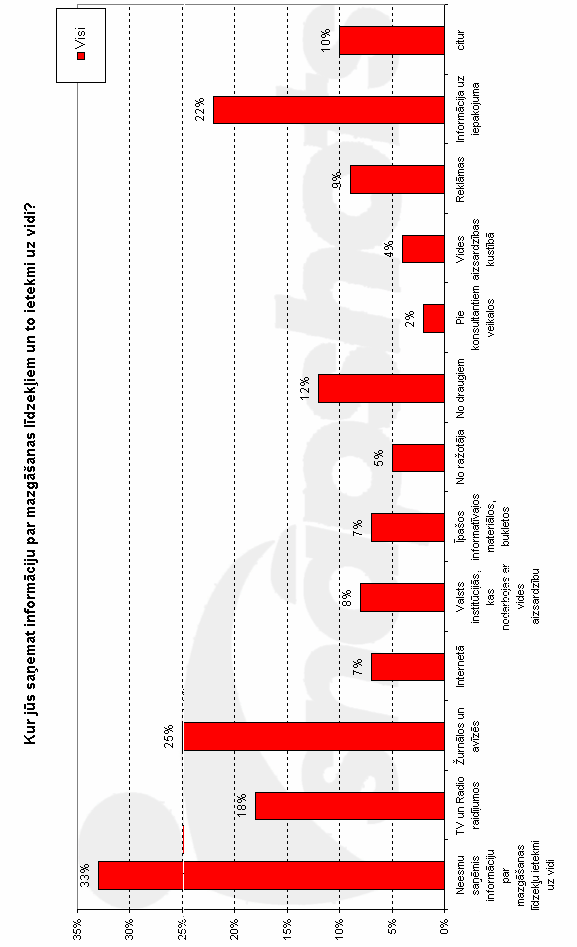 Kur jūs saņemat informāciju par mazgāšanas līdzekļiem un to ietekmi uz vidi?
Visi
35%
30%
25%
20%
15%
10%
5%
0%
33%
18%
25%
7%
8%
7%
5%
12%
2%
4%
9%
22%
10%
Neesmu
saņēmis
informāciju
par
mazgāšanas
līdzekļu ietekmi
uz vidi
TV un Radio
raidījumos
Žurnālos un
avīzēs
Internetā
Valsts
institūcijās,
kas
nodarbojas ar
vides
aizsardzību
Īpašos
informatīvajos
materiālos,
bukletos
No ražotāja
No draugiem
Pie
konsultantiem
veikalos
Vides
aizsardzības
kustībā
Reklāmas
Informācija uz
iepakojuma
citur
snapshots